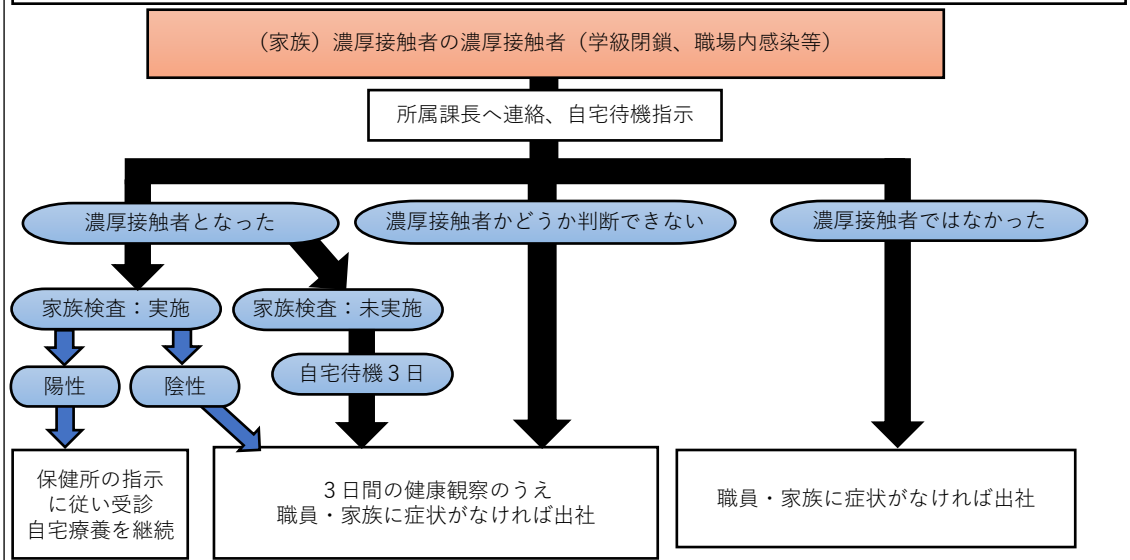 （家族）濃厚接触者の濃厚接触者（学級閉鎖、職場内感染等）
所属課長へ連絡、自宅待機指示
濃厚接触者となった
濃厚接触者かどうか判断できない
濃厚接触者ではなかった
家族検査：実施
家族検査：未実施
自宅待機３日
陽性
陰性
保健所の指示
に従い受診
自宅療養を継続
３日間の健康観察のうえ
職員・家族に症状がなければ出社
職員・家族に症状がなければ出社